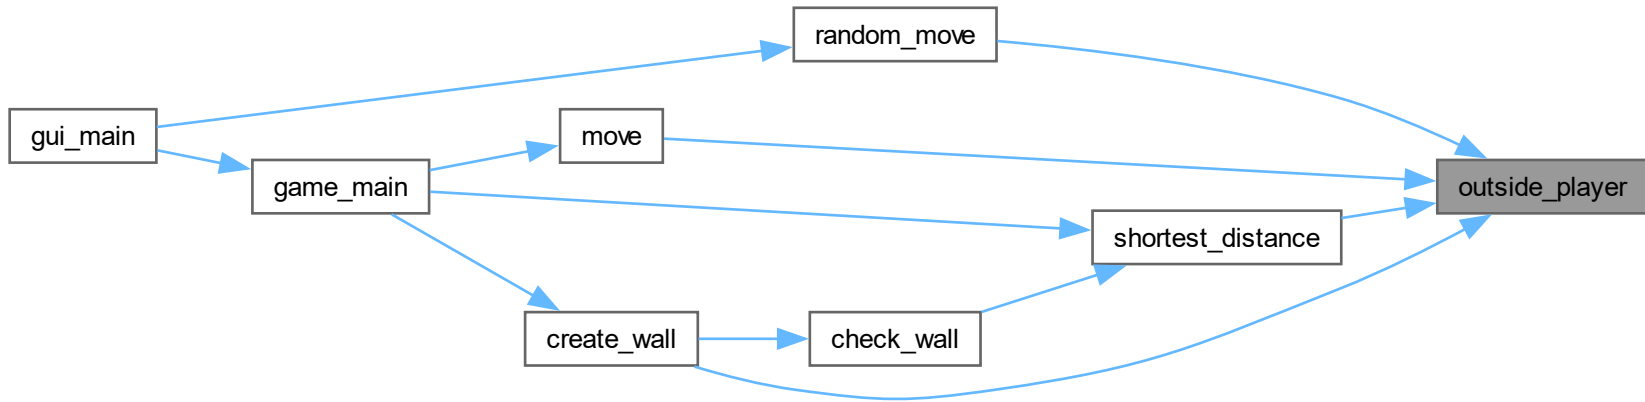 random_move
gui_main
move
game_main
outside_player
shortest_distance
create_wall
check_wall